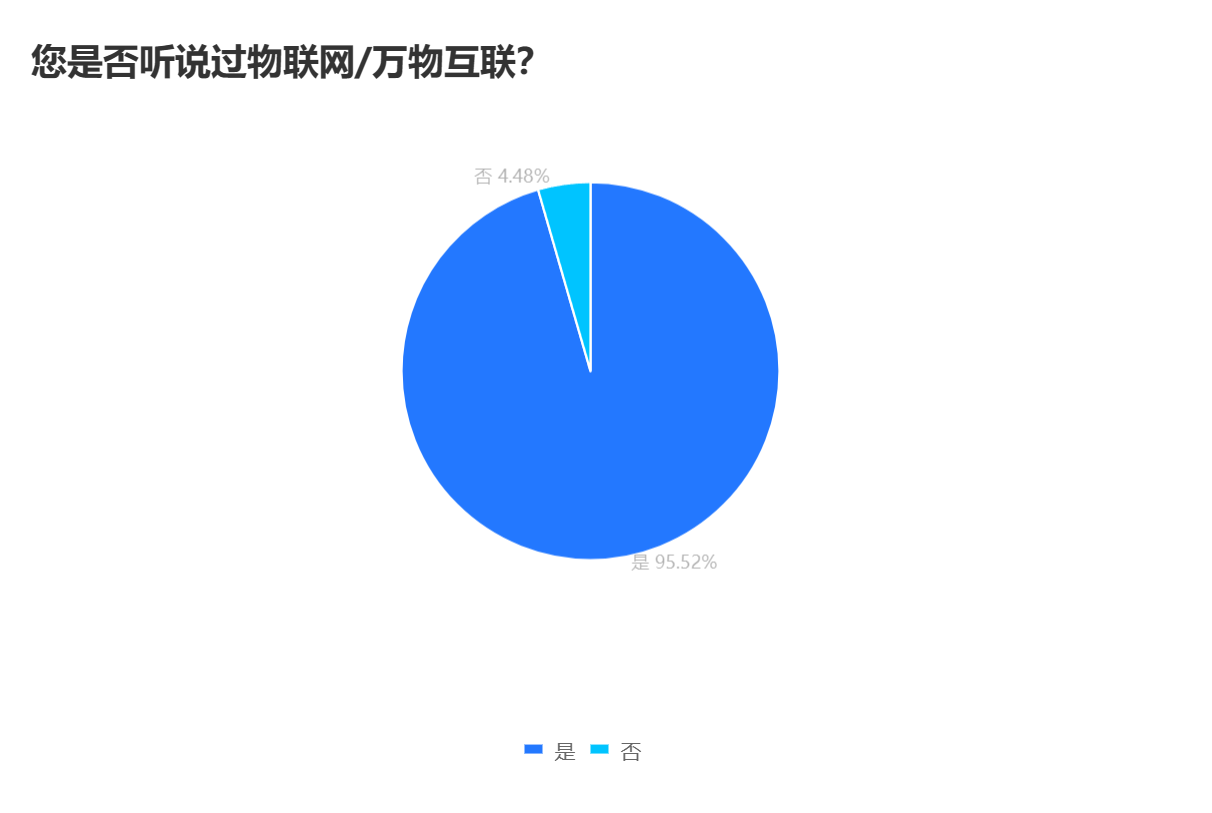 您是否听说过物联网/万物互联?
否 4.48%
是 95.52%
是 否